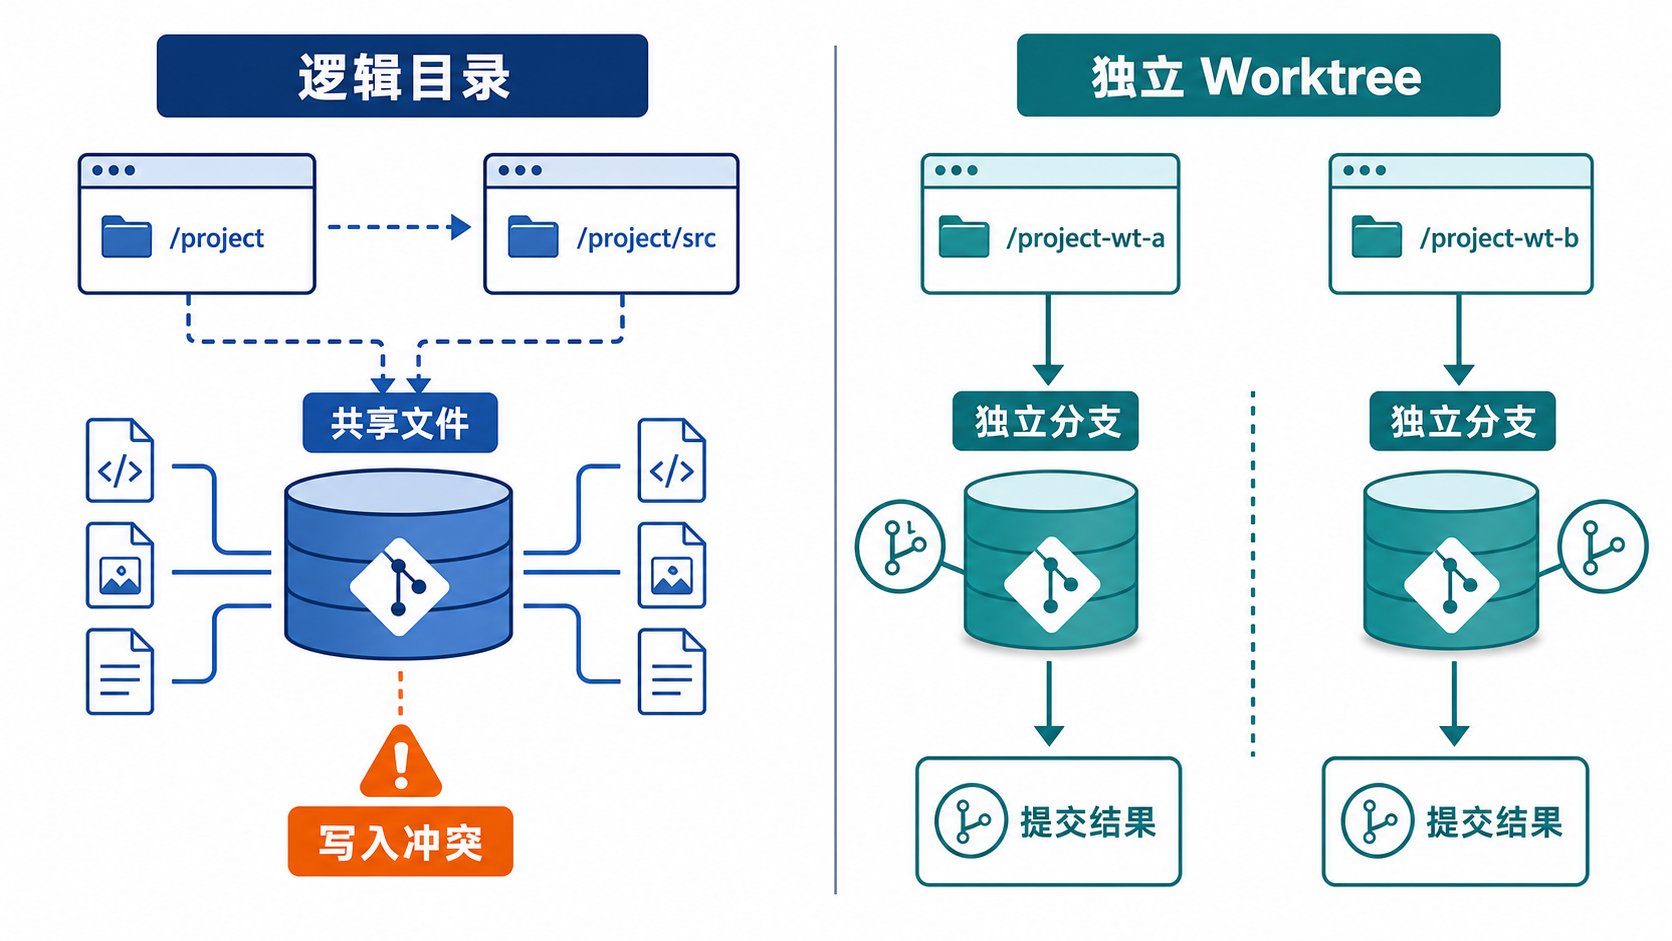 逻辑目录
/project
/project/src
共享文件
</>
</>
写入冲突
独立 Worktree
/project-wt-a
/project-wt-b
独立分支
独立分支
提交结果
提交结果